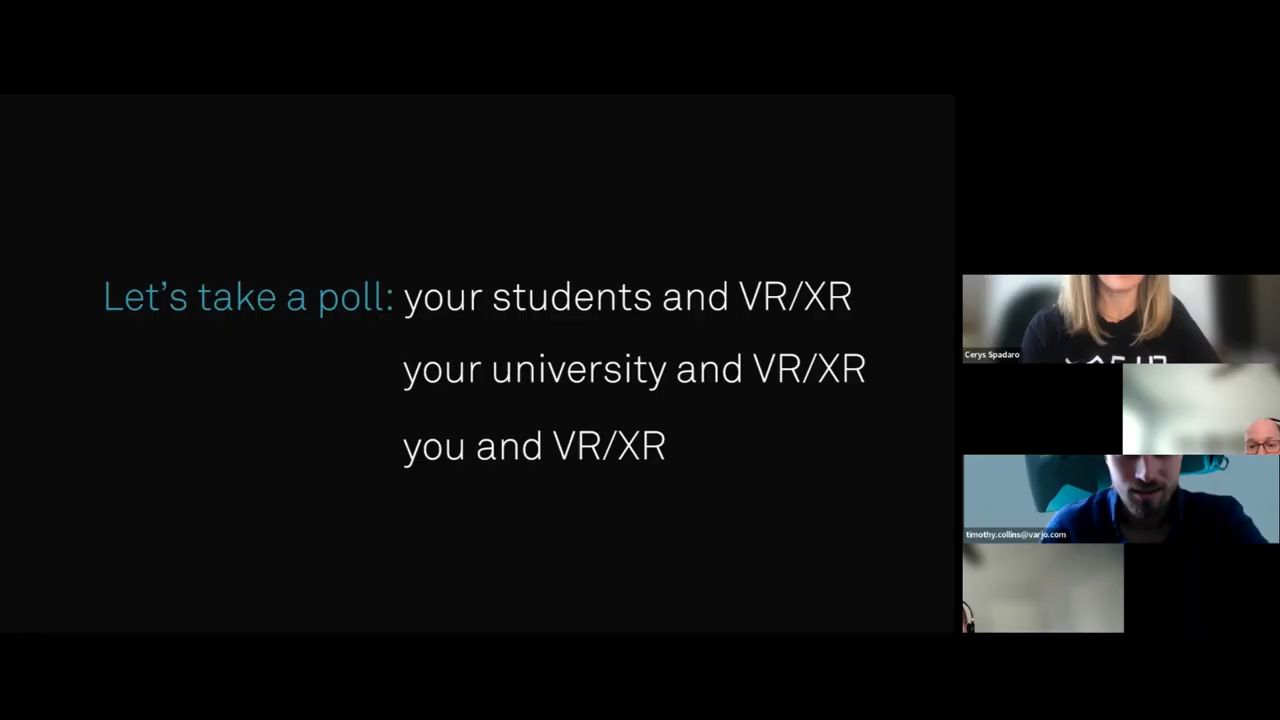 Let's take a poll: your students and VR/XR
your university and VR/XR
you and VR/XR
Cerys Spadaro
timothy.collins@varjo.com